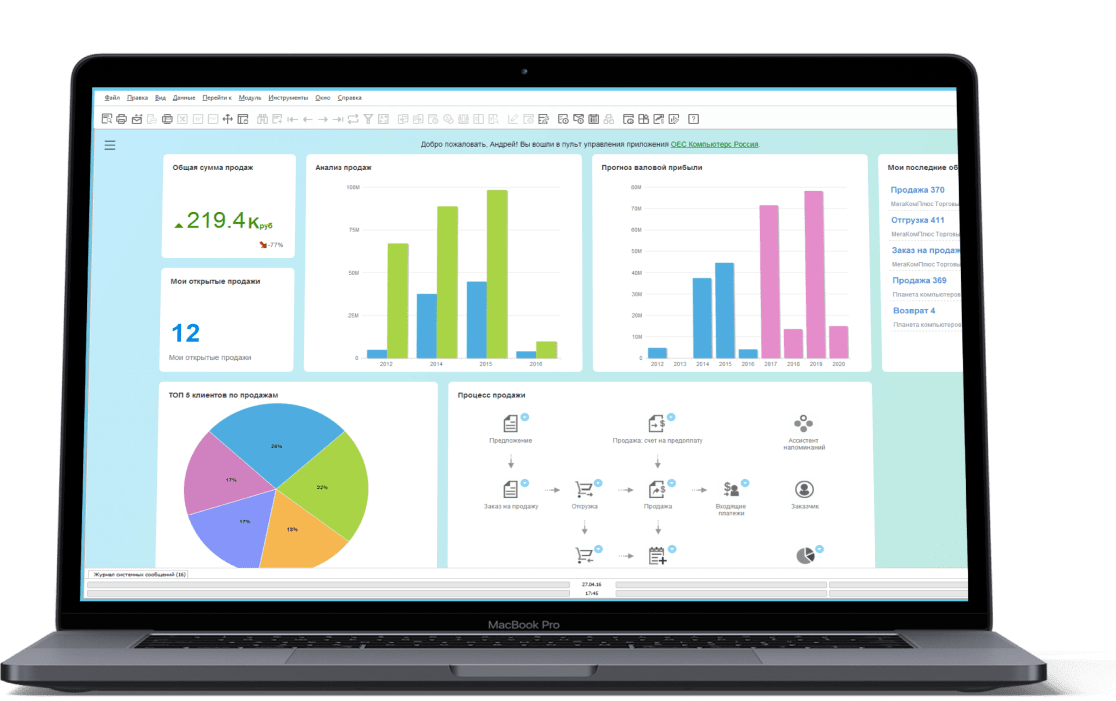 Файл Правка Вид Данные Перейти к Модуль Инструменты Окно Справка
Добро пожаловать, Андрей! Вы вошли в пульт управления приложения ОЕС Компьютерс Россия.
Общая сумма продаж
219.4 Kруб
-77%
Мои открытые продажи
12
Мои открытые продажи
Анализ продаж
100M
75M
50M
25M
0
2012 2014 2015 2016
Прогноз валовой прибыли
80M
70M
60M
50M
40M
30M
20M
10M
0
2012 2013 2014 2015 2016 2017 2018 2019 2020
Мои последние об
Продажа 370
МегаКомПлюс Торговы
Отгрузка 411
МегаКомПлюс Торговы
Заказ на продаж
МегаКомПлюс Торговы
Продажа 369
Планета компьютеров
Возврат 4
Планета компьютеров
ТОП 5 клиентов по продажам
22%
17%
Процесс продажи
Предложение
Продажа: счет на предоплату
Ассистент
напоминаний
Заказ на продажу
Отгрузка
Продажа
Входящие
платежи
Заказчик
Журнал системных сообщений (16)
27.04.16
17:45
MacBook Pro